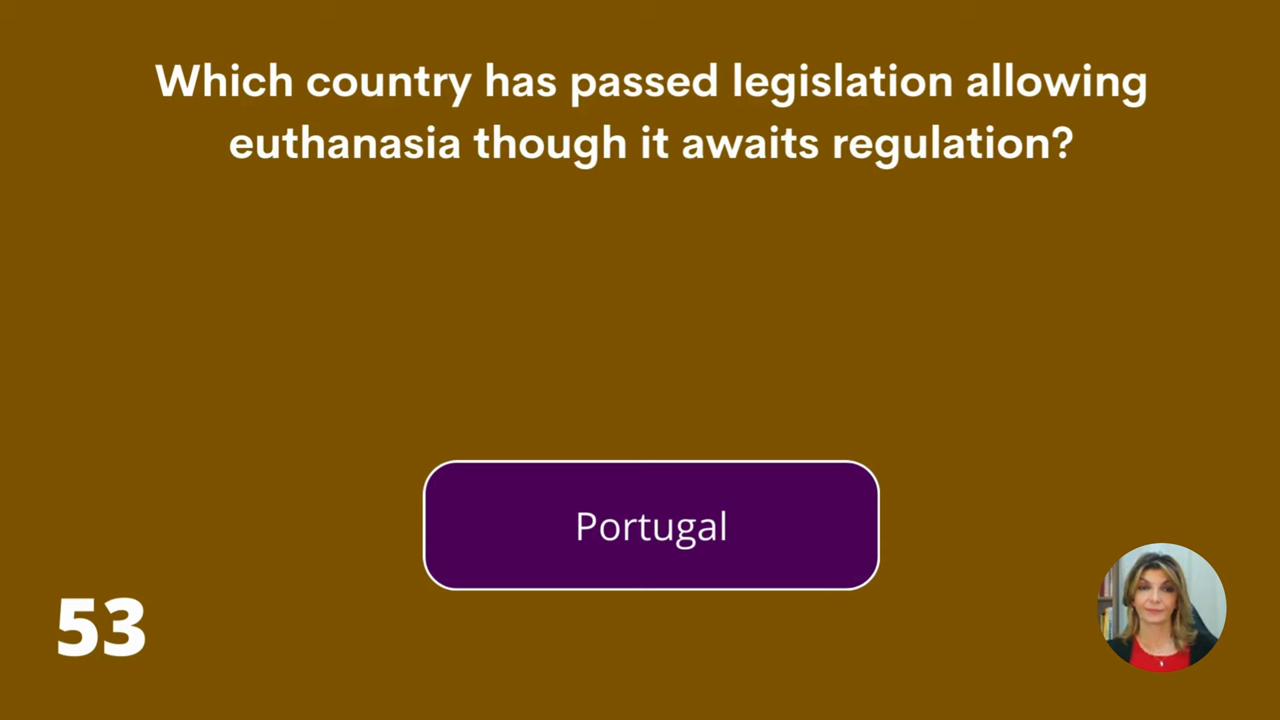 Which country has passed legislation allowing
euthanasia though it awaits regulation?
Portugal
53